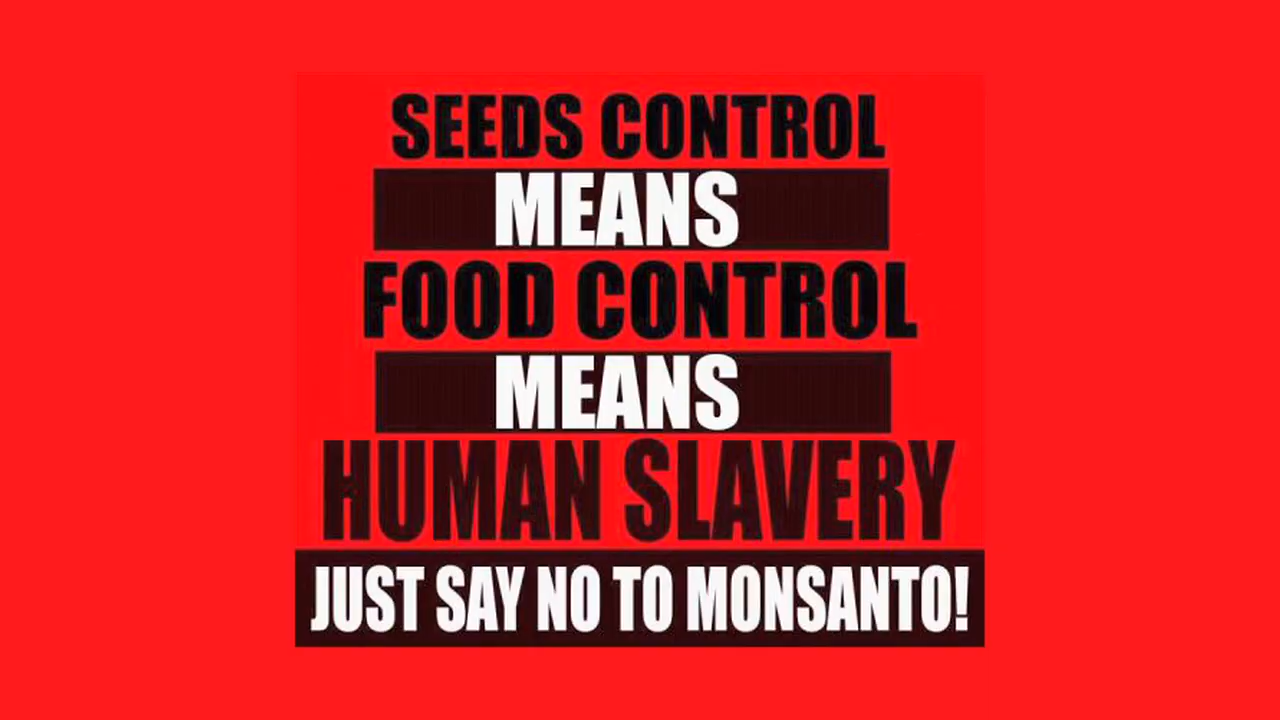 SEEDS CONTROL
MEANS
FOOD CONTROL
MEANS
HUMAN SLAVERY
JUST SAY NO TO MONSANTO!